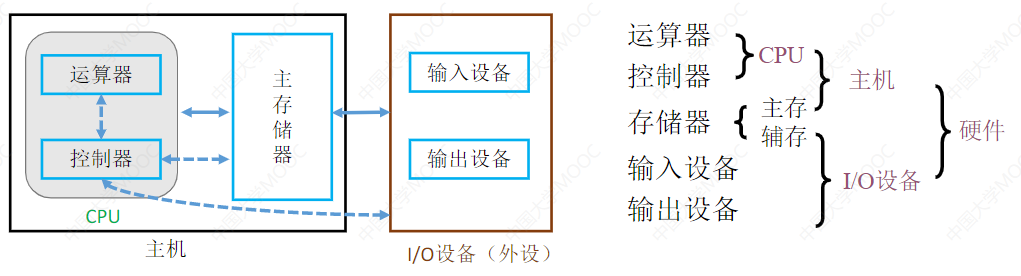 运算器
控制器
CPU
主存储器
主机
输入设备
输出设备
I/O设备（外设）
运算器
控制器
CPU
存储器
主存
辅存
主机
输入设备
输出设备
I/O设备
硬件
中国大学MOOC